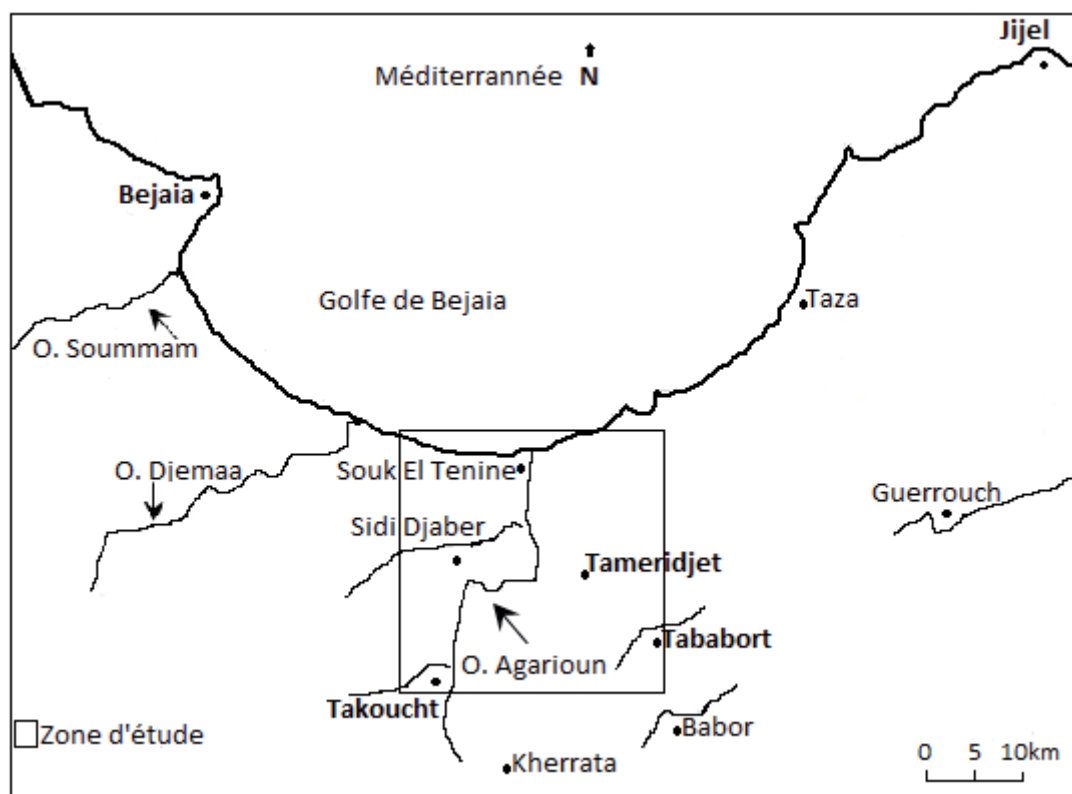 Jijel
Méditerrannée N
Bejaia
Golfe de Bejaia
Taza
O. Soummam
O. Djemaa
Souk El Tenine
Guerrouch
Sidi Djaber
Tameridjet
Tababort
O. Agarioun
Takoucht
Babor
Zone d'étude
Kherrata
0 5 10km